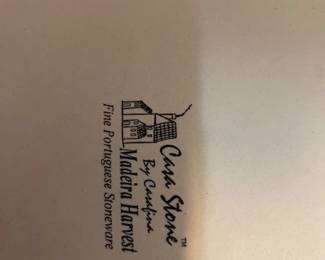 Casa Stone™
By Casafina
Madeira Harvest
Fine Portuguese Stoneware